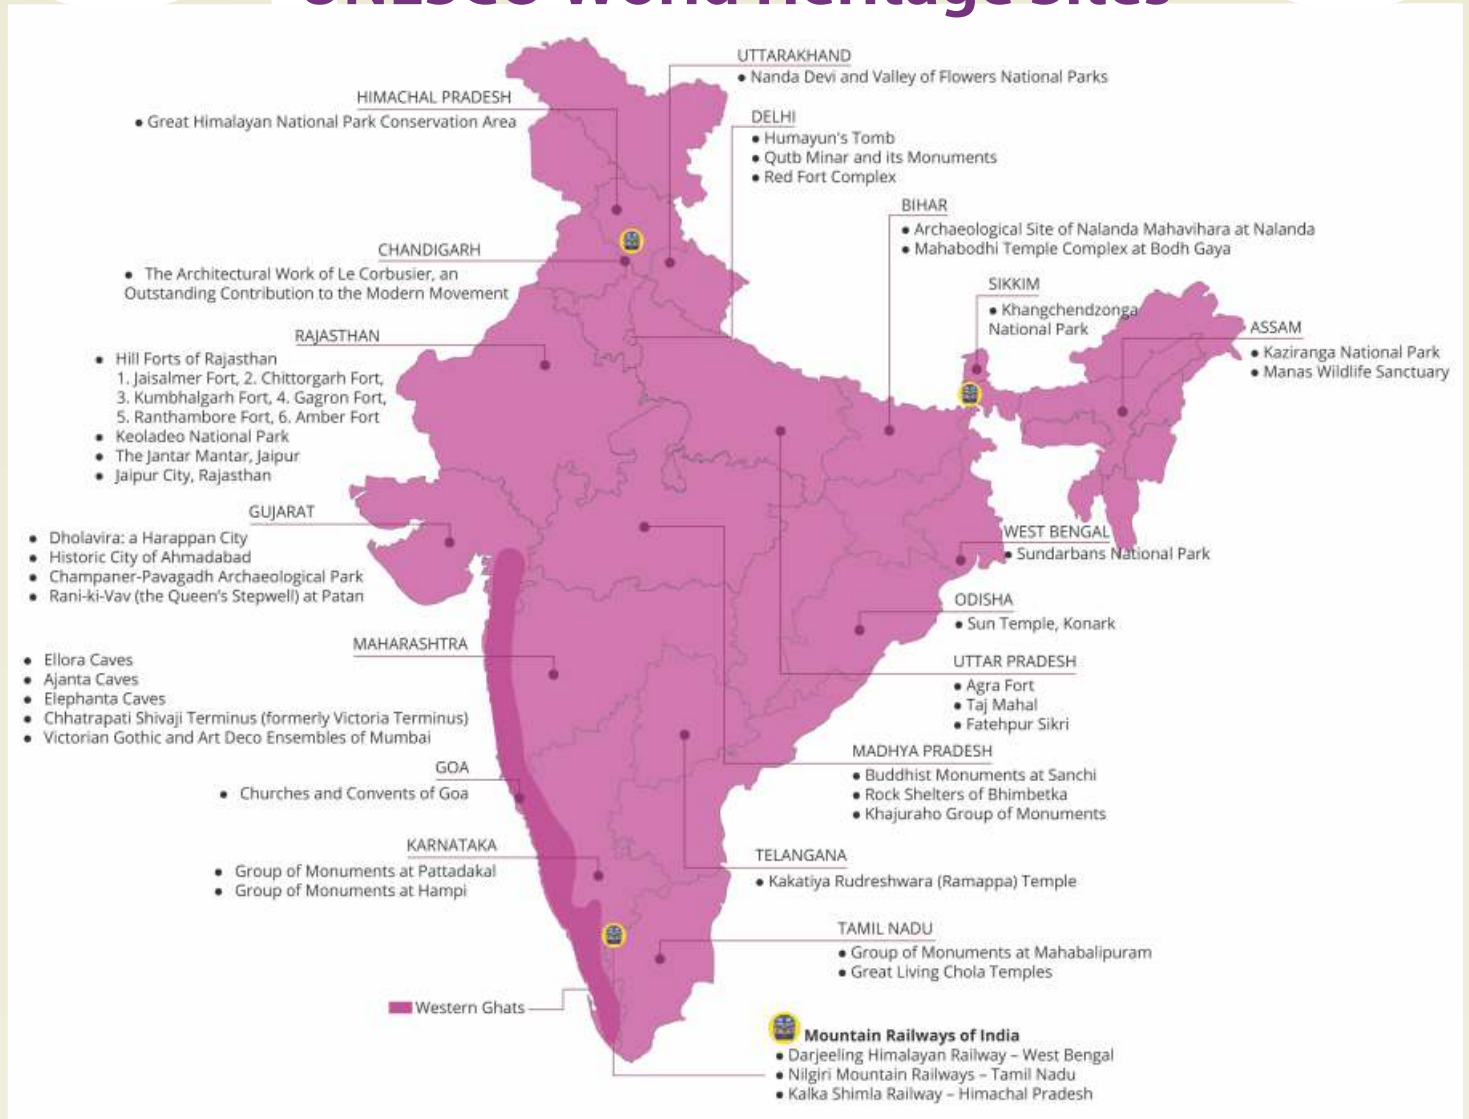 UNESCO World Heritage Sites
UTTARAKHAND
● Nanda Devi and Valley of Flowers National Parks
HIMACHAL PRADESH
● Great Himalayan National Park Conservation Area
DELHI
● Humayun's Tomb
● Qutb Minar and its Monuments
● Red Fort Complex
BIHAR
● Archaeological Site of Nalanda Mahavihara at Nalanda
● Mahabodhi Temple Complex at Bodh Gaya
CHANDIGARH
● The Architectural Work of Le Corbusier, an
Outstanding Contribution to the Modern Movement
SIKKIM
● Khangchendzonga
National Park
ASSAM
● Kaziranga National Park
● Manas Wildlife Sanctuary
RAJASTHAN
● Hill Forts of Rajasthan
1. Jaisalmer Fort, 2. Chittorgarh Fort,
3. Kumbhalgarh Fort, 4. Gagron Fort,
5. Ranthambore Fort, 6. Amber Fort
● Keoladeo National Park
● The Jantar Mantar, Jaipur
● Jaipur City, Rajasthan
GUJARAT
● Dholavira: a Harappan City
● Historic City of Ahmadabad
● Champaner-Pavagadh Archaeological Park
● Rani-ki-Vav (the Queen's Stepwell) at Patan
WEST BENGAL
● Sundarbans National Park
ODISHA
● Sun Temple, Konark
MAHARASHTRA
● Ellora Caves
● Ajanta Caves
● Elephanta Caves
● Chhatrapati Shivaji Terminus (formerly Victoria Terminus)
● Victorian Gothic and Art Deco Ensembles of Mumbai
UTTAR PRADESH
● Agra Fort
● Taj Mahal
● Fatehpur Sikri
MADHYA PRADESH
● Buddhist Monuments at Sanchi
● Rock Shelters of Bhimbetka
● Khajuraho Group of Monuments
GOA
● Churches and Convents of Goa
KARNATAKA
● Group of Monuments at Pattadakal
● Group of Monuments at Hampi
TELANGANA
● Kakatiya Rudreshwara (Ramappa) Temple
TAMIL NADU
● Group of Monuments at Mahabalipuram
● Great Living Chola Temples
Western Ghats
Mountain Railways of India
● Darjeeling Himalayan Railway – West Bengal
● Nilgiri Mountain Railways – Tamil Nadu
● Kalka Shimla Railway – Himachal Pradesh